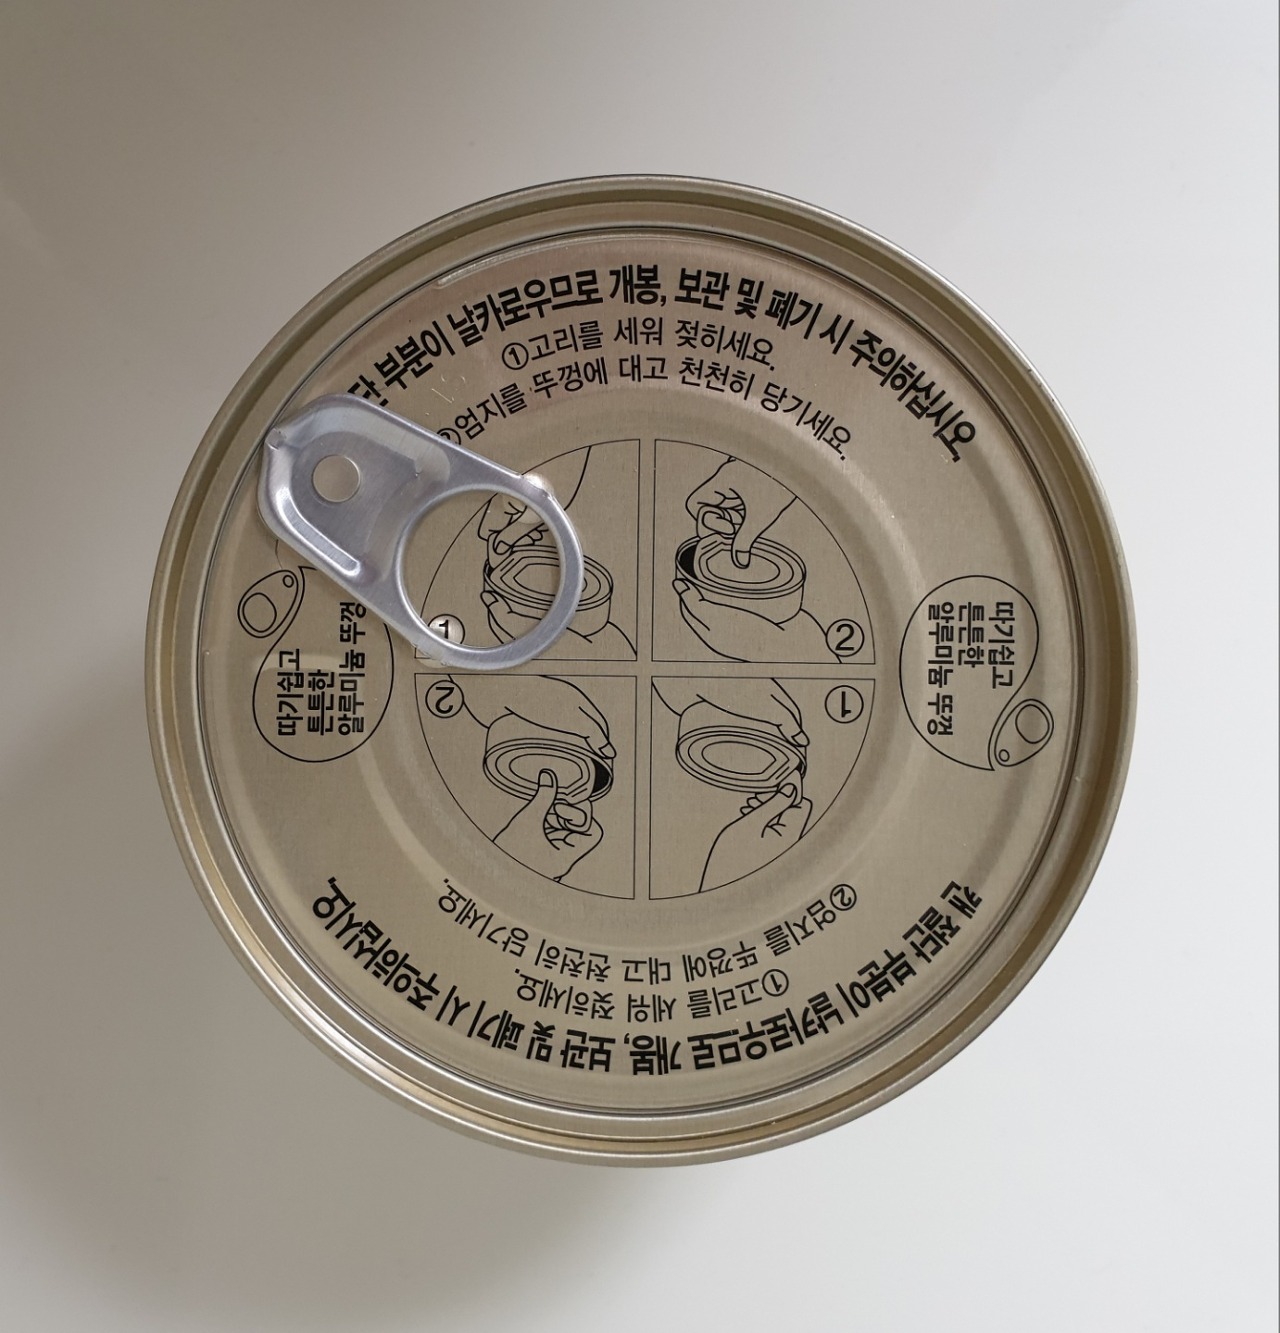 단 부분이 날카로우므로 개봉, 보관 및 폐기 시 주의하십시오.
①고리를 세워 젖히세요.
②엄지를 뚜껑에 대고 천천히 당기세요.
1
2
2
1
따기쉽고
튼튼한
알루미늄 뚜껑
따기쉽고
튼튼한
알루미늄 뚜껑
캔 절단 부분이 날카로우므로 개봉, 보관 및 폐기 시 주의하십시오.
①고리를 세워 젖히세요.
②엄지를 뚜껑에 대고 천천히 당기세요.